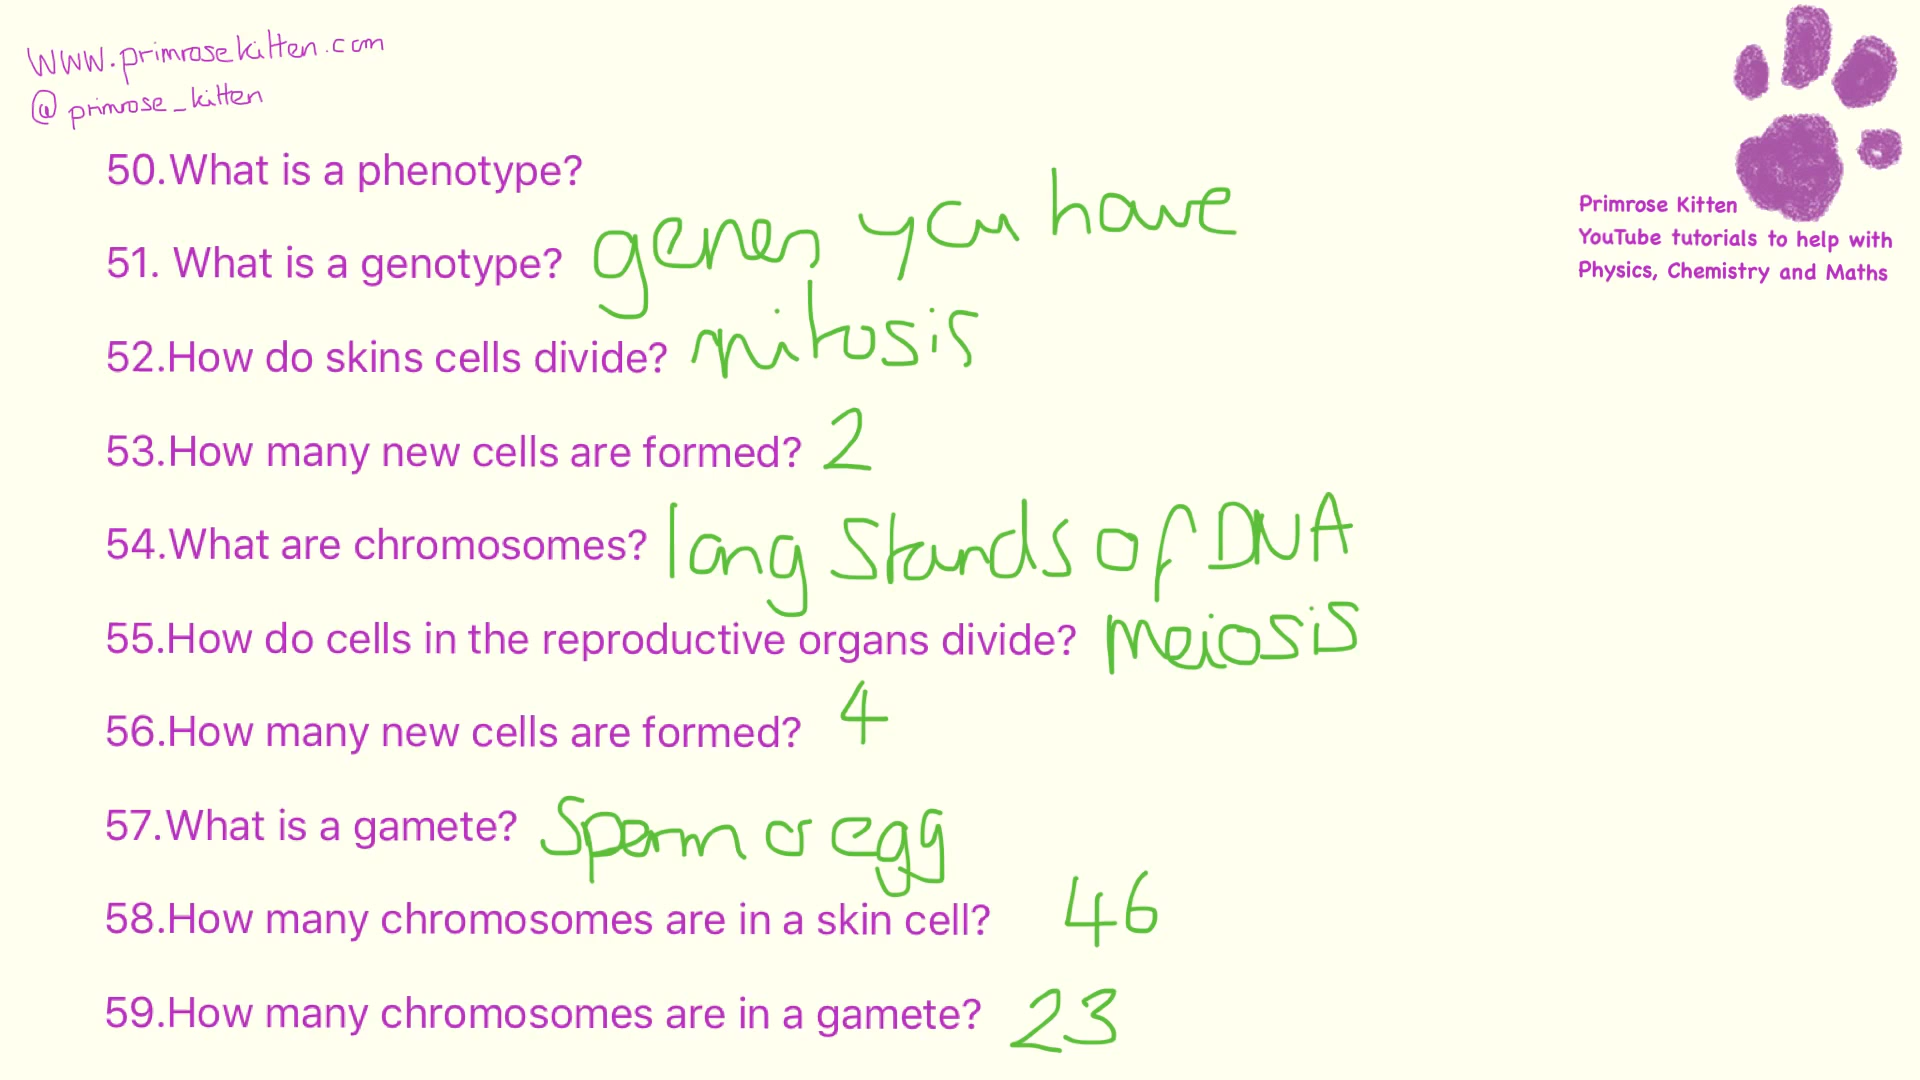 www.primrosekitten.com
@primrose_kitten
50.What is a phenotype?
51. What is a genotype? genes you have
52.How do skins cells divide? mitosis
53.How many new cells are formed? 2
54.What are chromosomes? long Stands of DNA
55.How do cells in the reproductive organs divide? meiosis
56.How many new cells are formed? 4
57.What is a gamete? Sperm or egg
58.How many chromosomes are in a skin cell? 46
59.How many chromosomes are in a gamete? 23
Primrose Kitten
YouTube tutorials to help with
Physics, Chemistry and Maths